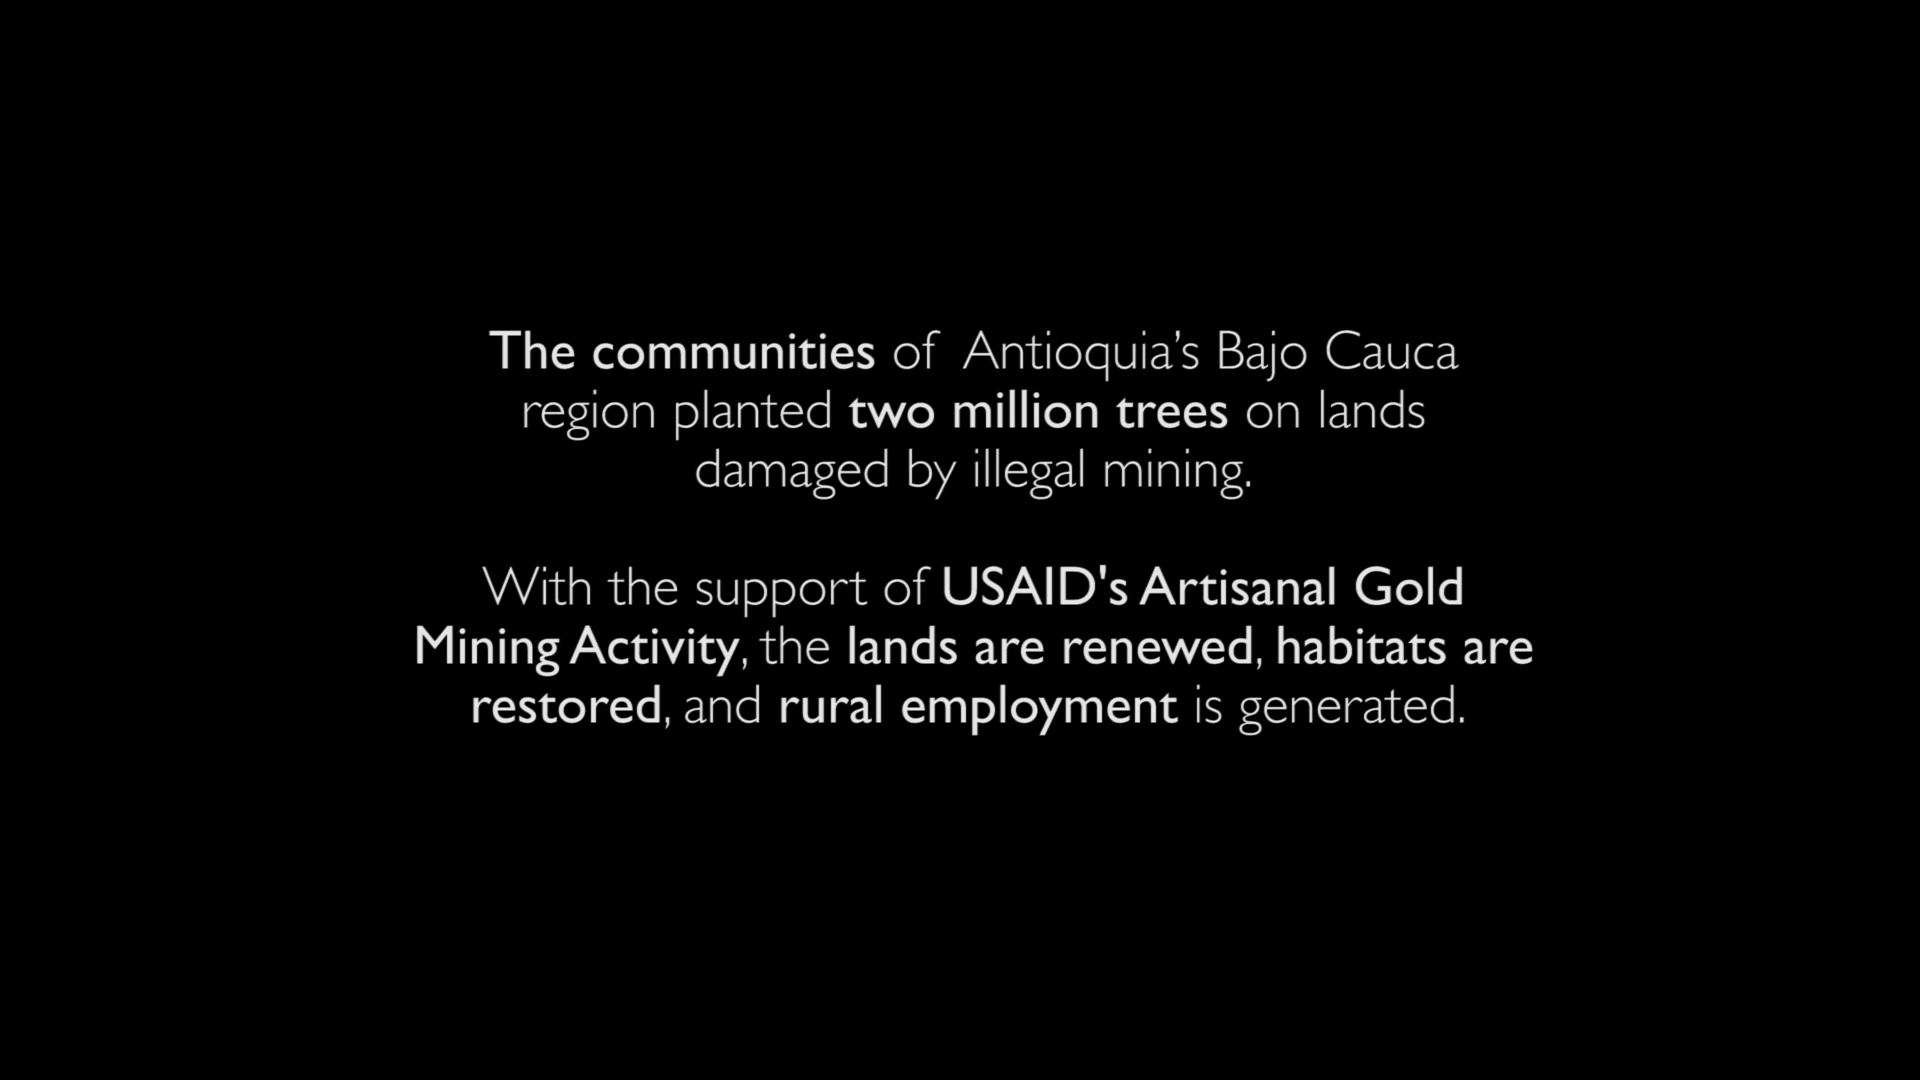 The communities of Antioquia’s Bajo Cauca
region planted two million trees on lands
damaged by illegal mining.
With the support of USAID's Artisanal Gold
Mining Activity, the lands are renewed, habitats are
restored, and rural employment is generated.